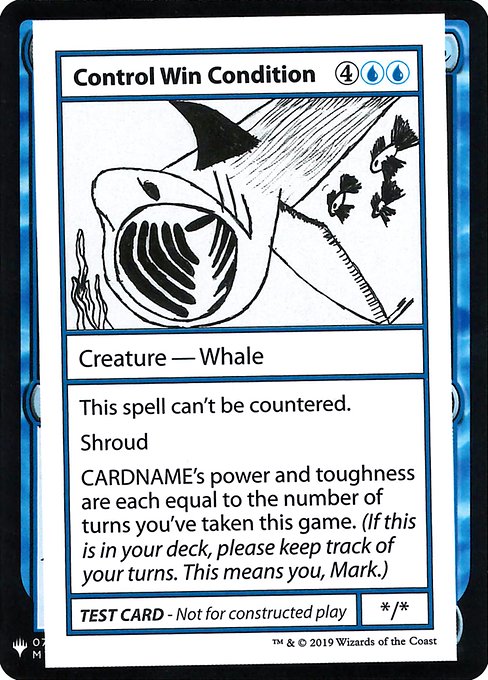 Control Win Condition 4
Creature — Whale
This spell can't be countered.
Shroud
CARDNAME's power and toughness
are each equal to the number of
turns you've taken this game. (If this
is in your deck, please keep track of
your turns. This means you, Mark.)
TEST CARD - Not for constructed play */*
07
M
™ & © 2019 Wizards of the Coast